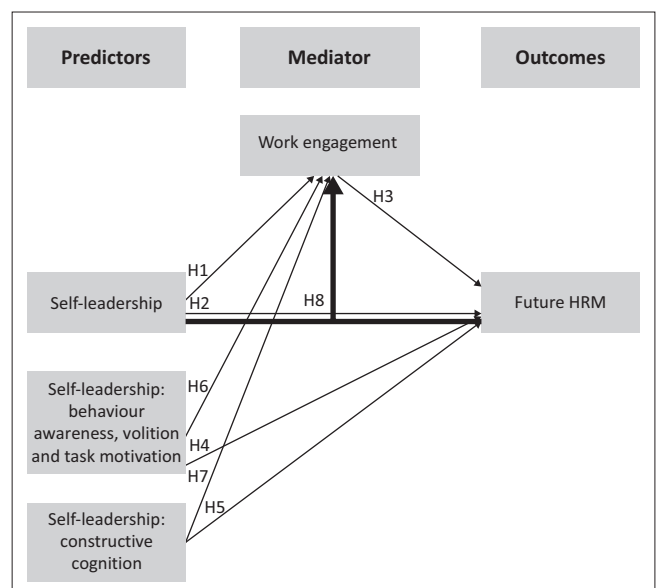 Predictors
Mediator
Outcomes
Work engagement
H3
H1
Self-leadership
H2
H8
Future HRM
Self-leadership:
behaviour
awareness, volition
and task motivation
H6
H4
H7
Self-leadership:
constructive
cognition
H5